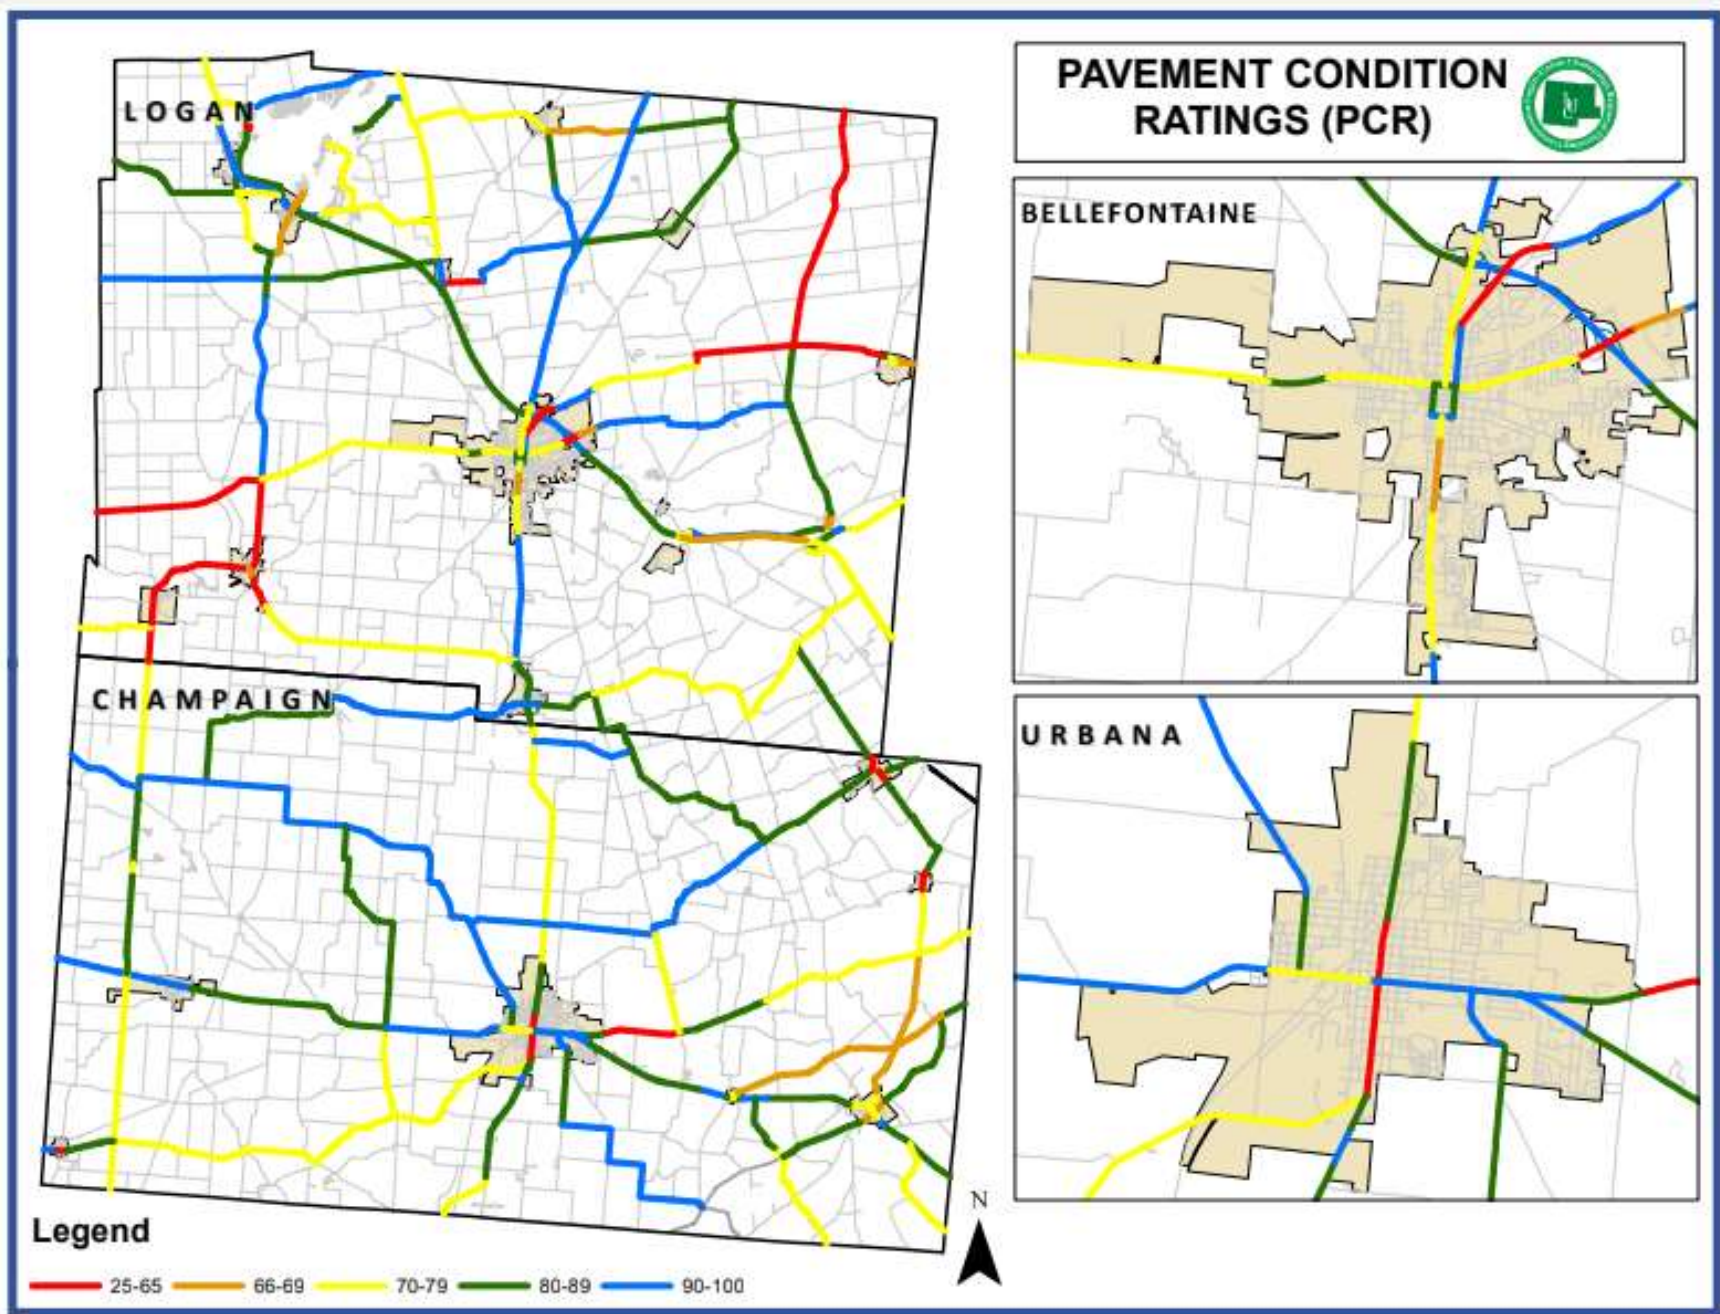 PAVEMENT CONDITION
RATINGS (PCR)
LOGAN
BELLEFONTAINE
CHAMPAIGN
URBANA
N
Legend
25-65
66-69
70-79
80-89
90-100